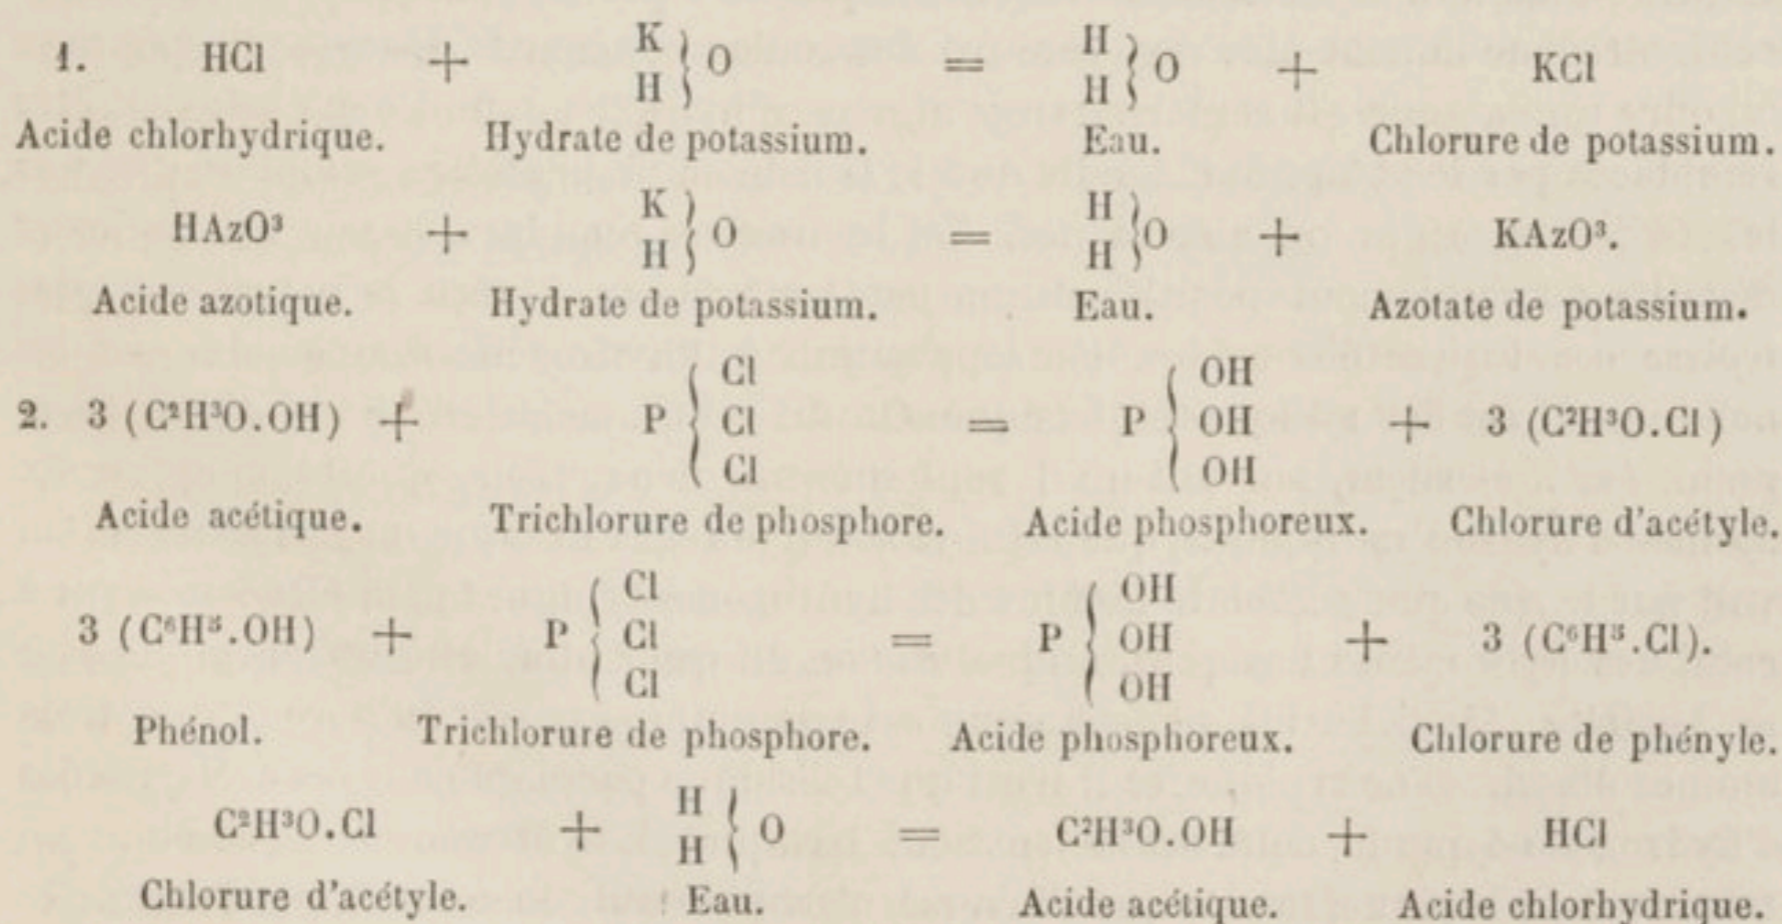 1. HCl + K H } O = H H } O + KCl
Acide chlorhydrique. Hydrate de potassium. Eau. Chlorure de potassium.
HAzO³ + K H } O = H H } O + KAzO³.
Acide azotique. Hydrate de potassium. Eau. Azotate de potassium.
2. 3 (C²H³O.OH) + P { Cl Cl Cl = P { OH OH OH + 3 (C²H³O.Cl)
Acide acétique. Trichlorure de phosphore. Acide phosphoreux. Chlorure d'acétyle.
3 (C⁶H⁵.OH) + P { Cl Cl Cl = P { OH OH OH + 3 (C⁶H⁵.Cl).
Phénol. Trichlorure de phosphore. Acide phosphoreux. Chlorure de phényle.
C²H³O.Cl + H H { O = C²H³O.OH + HCl
Chlorure d'acétyle. Eau. Acide acétique. Acide chlorhydrique.